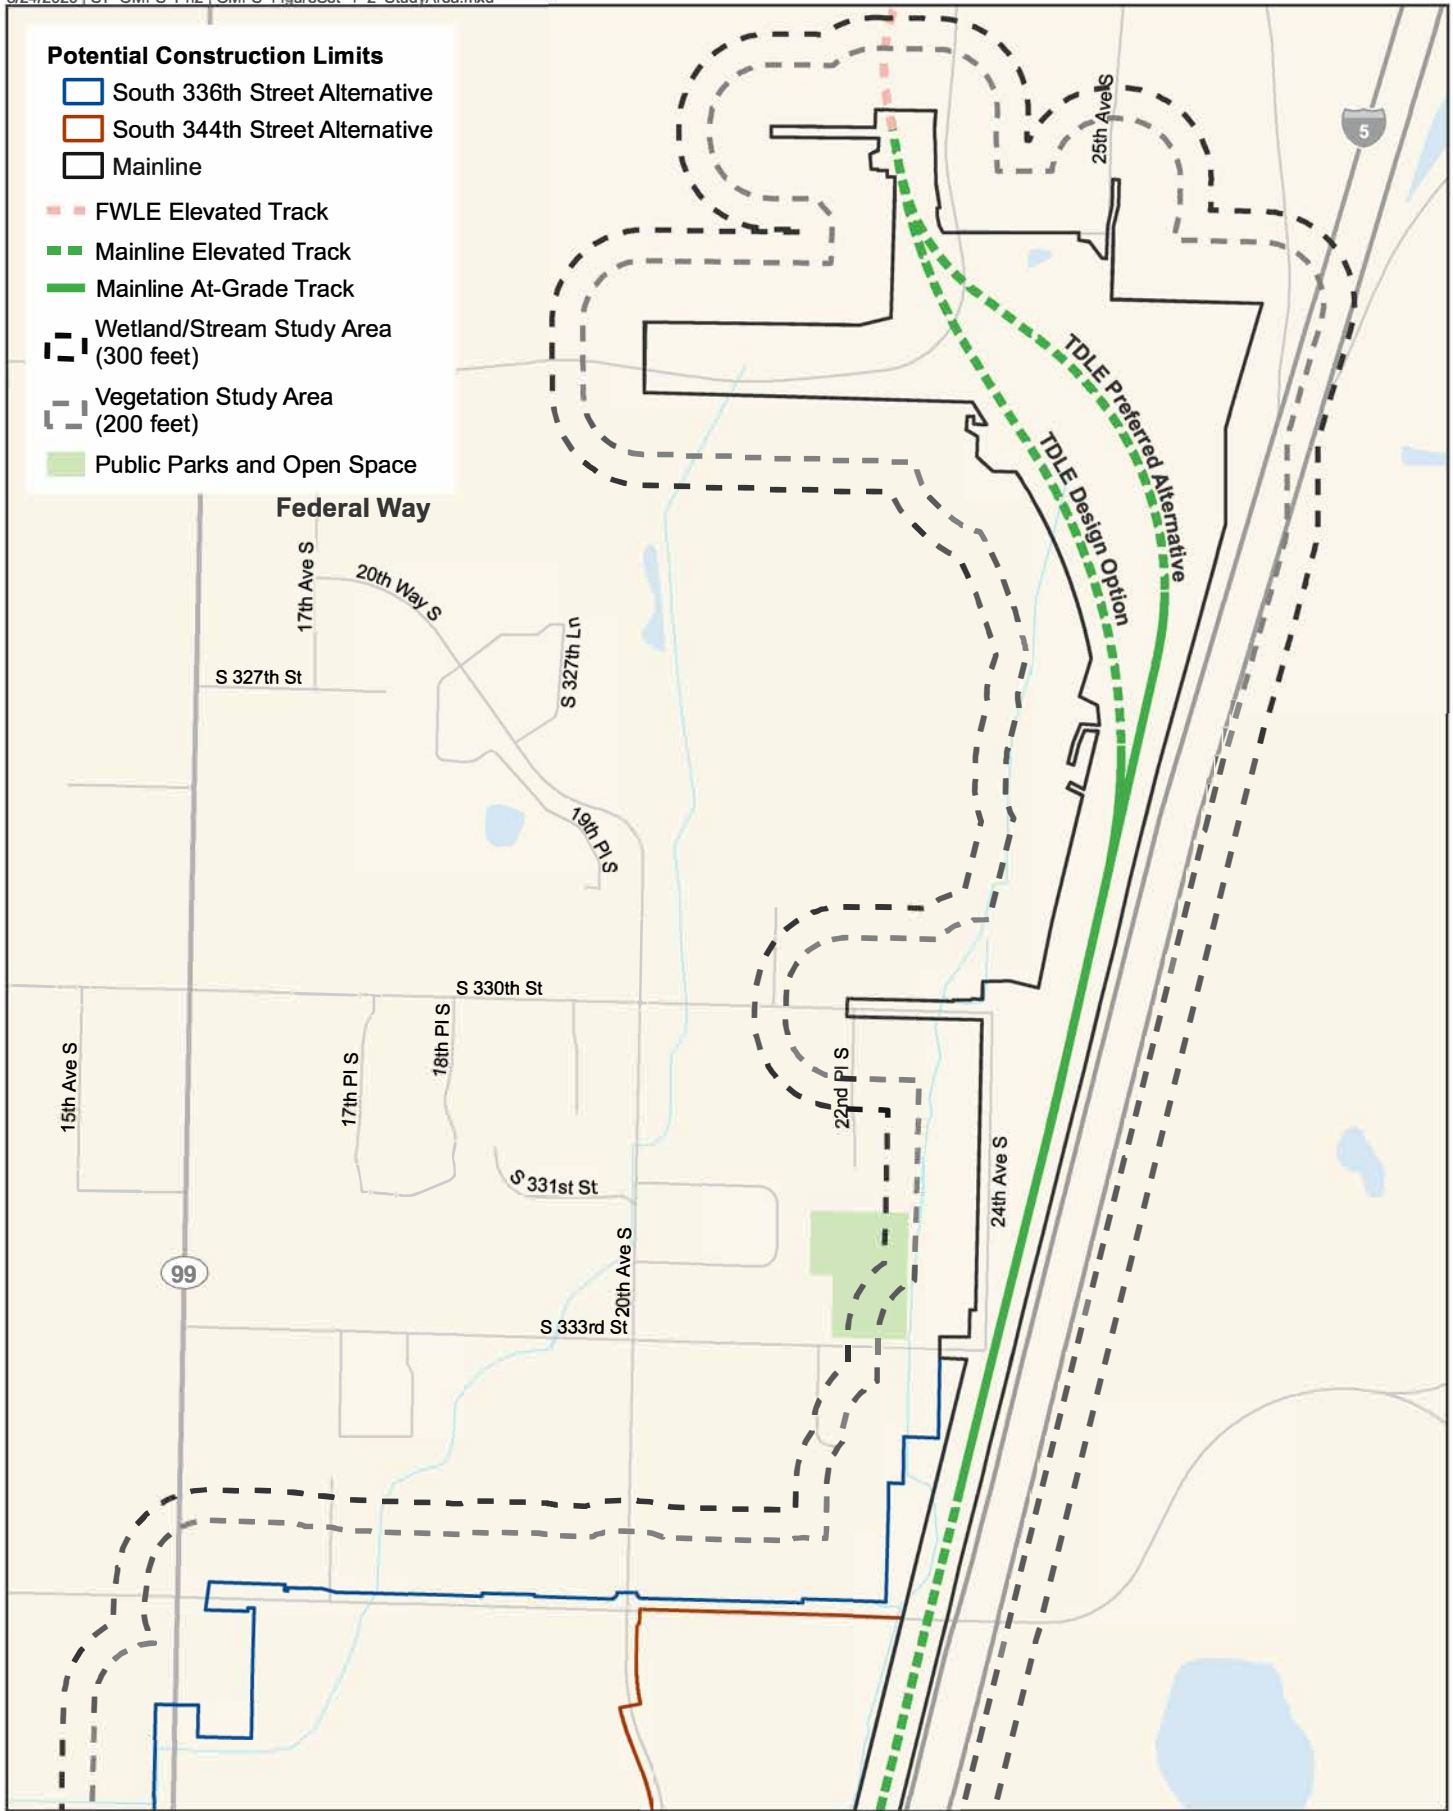 Potential Construction Limits
South 336th Street Alternative
South 344th Street Alternative
Mainline
FWLE Elevated Track
Mainline Elevated Track
Mainline At-Grade Track
Wetland/Stream Study Area
(300 feet)
Vegetation Study Area
(200 feet)
Public Parks and Open Space
25th Ave S
5
TDLE Preferred Alternative
TDLE Design Option
Federal Way
17th Ave S
20th Way S
S 327th Ln
S 327th St
19th Pl S
S 330th St
15th Ave S
17th Pl S
18th Pl S
22nd Pl S
24th Ave S
S 331st St
20th Ave S
99
S 333rd St